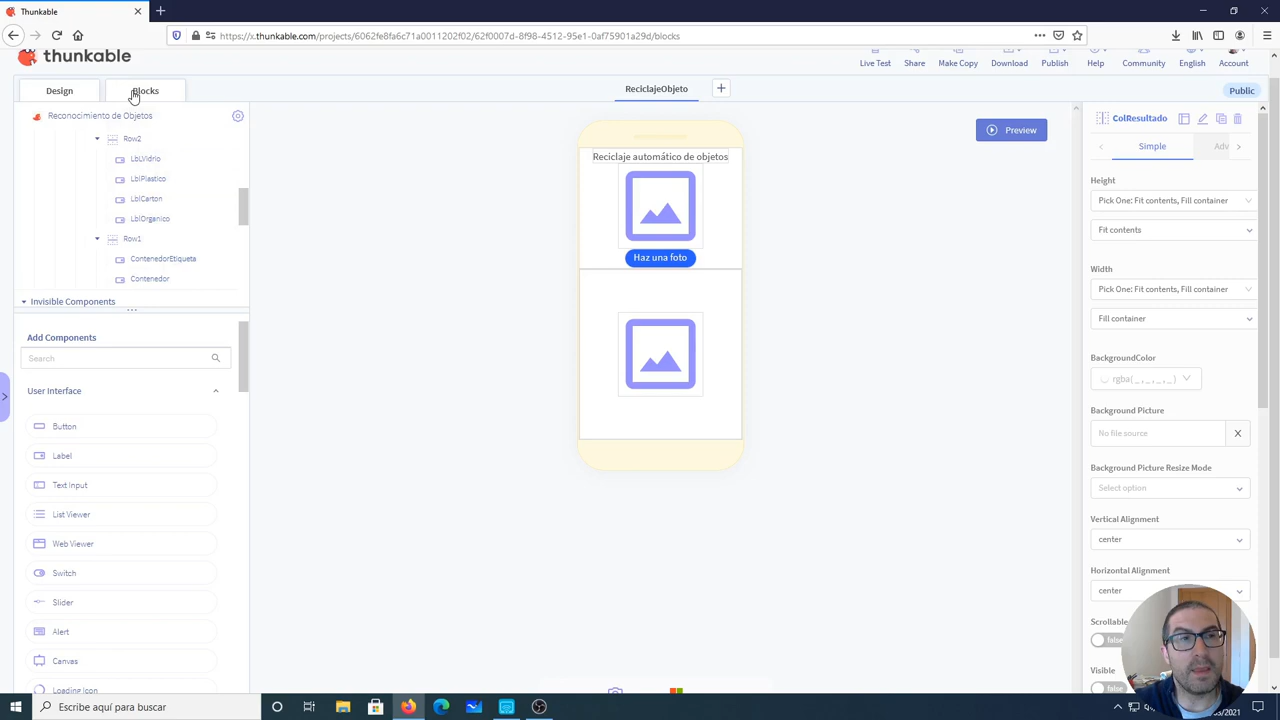 Thunkable
https://x.thunkable.com/projects/6062fe8fa6c71a0011202f02/62f0007d-8f98-4512-95e1-0af75901a29d/blocks
thunkable
Live Test
Share
Make Copy
Download
Publish
Help
Community
English
Account
Design
Blocks
ReciclajeObjeto
Public
Reconocimiento de Objetos
Row2
LbLVidrio
LblPlastico
LblCarton
LblOrganico
Row1
ContenedorEtiqueta
Contenedor
Invisible Components
Add Components
Search
User Interface
Button
Label
Text Input
List Viewer
Web Viewer
Switch
Slider
Alert
Canvas
Loading Icon
Preview
Reciclaje automático de objetos
Haz una foto
ColResultado
Simple
Adv
Height
Pick One: Fit contents, Fill container
Fit contents
Width
Pick One: Fit contents, Fill container
Fill container
BackgroundColor
rgba( _ , _ , _ , _ )
Background Picture
No file source
Background Picture Resize Mode
Select option
Vertical Alignment
center
Horizontal Alignment
center
Scrollable
false
Visible
false
Escribe aquí para buscar